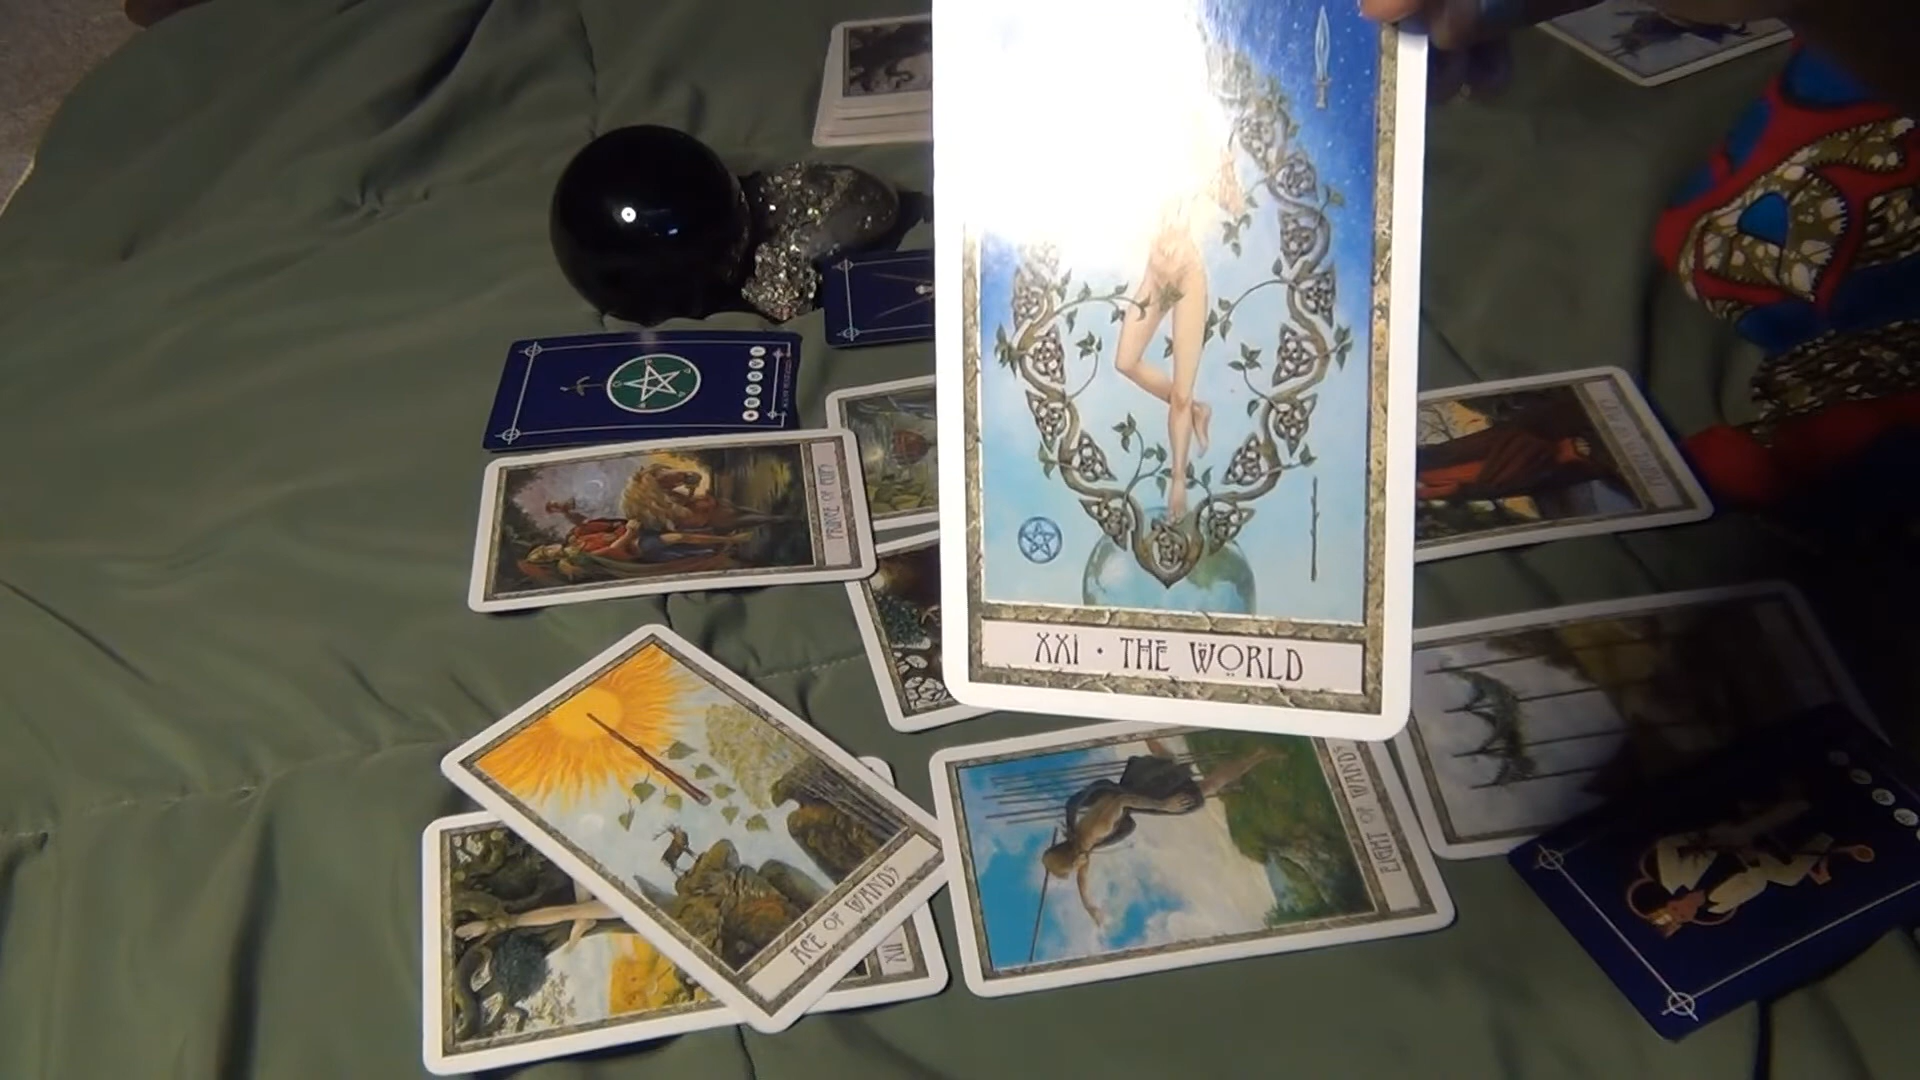 XXI • THE WORLD
PRINCE OF CUPS
ACE OF WANDS
XII
EIGHT OF WANDS